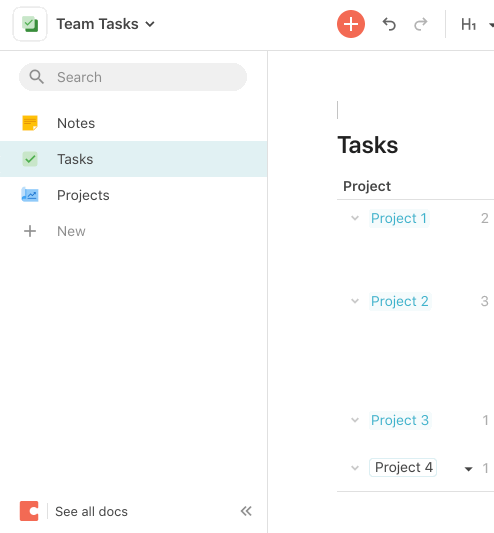 Team Tasks
H1
Search
Notes
Tasks
Projects
New
Tasks
Project
Project 1 2
Project 2 3
Project 3 1
Project 4 1
See all docs